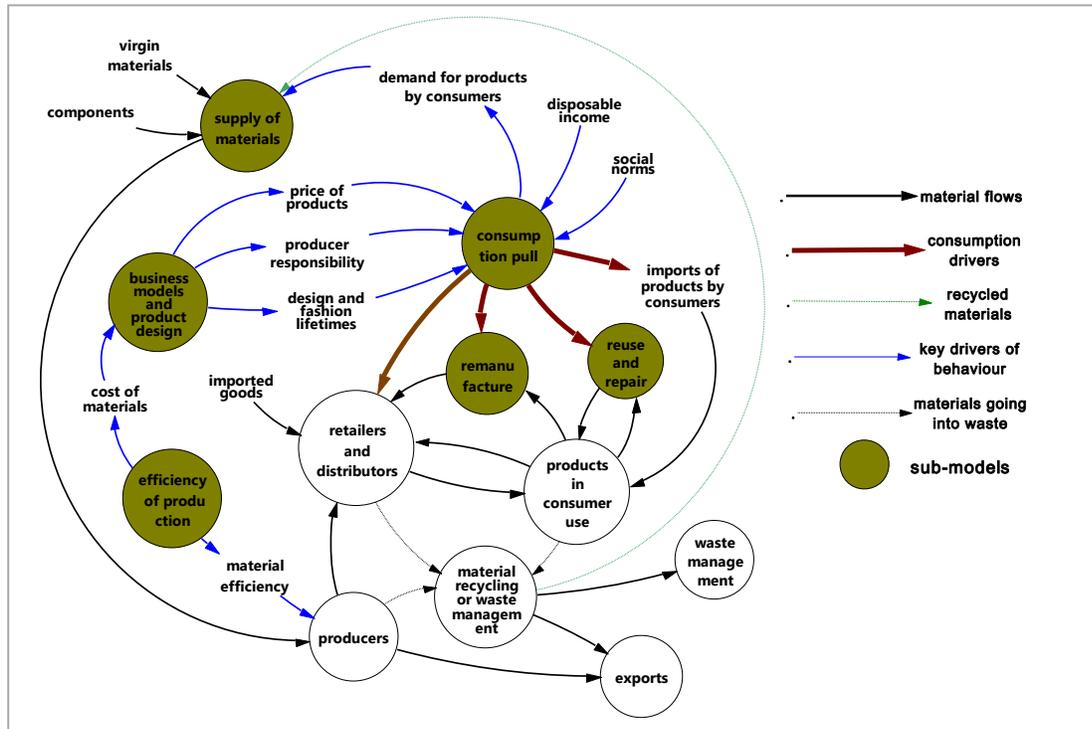 virgin
materials
components
supply of
materials
demand for products
by consumers
disposable
income
social
norms
price of
products
producer
responsibility
design and
fashion
lifetimes
consump
tion pull
imports of
products by
consumers
business
models
and
product
design
cost of
materials
imported
goods
remanu
facture
reuse
and
repair
retailers
and
distributors
products
in
consumer
use
efficiency
of produ
ction
material
efficiency
material
recycling
or waste
managem
ent
waste
manage
ment
producers
exports
material flows
consumption
drivers
recycled
materials
key drivers of
behaviour
materials going
into waste
sub-models